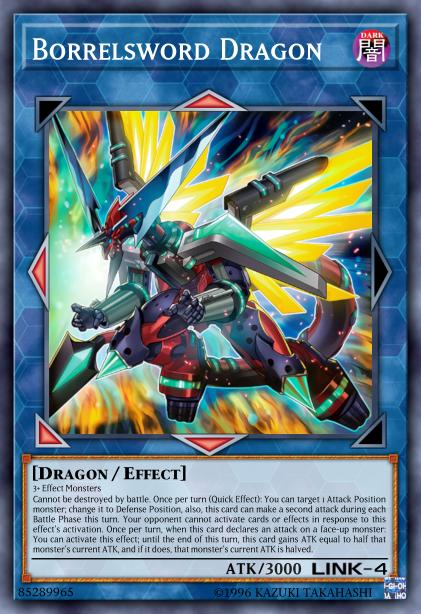 Borrelsword Dragon
DARK
闇
[Dragon / Effect]
3+ Effect Monsters
Cannot be destroyed by battle. Once per turn (Quick Effect): You can target 1 Attack Position
monster; change it to Defense Position, also, this card can make a second attack during each
Battle Phase this turn. Your opponent cannot activate cards or effects in response to this
effect's activation. Once per turn, when this card declares an attack on a face-up monster:
You can activate this effect; until the end of this turn, this card gains ATK equal to half that
monster's current ATK, and if it does, that monster's current ATK is halved.
ATK/3000 LINK-4
85289965 ©1996 KAZUKI TAKAHASHI